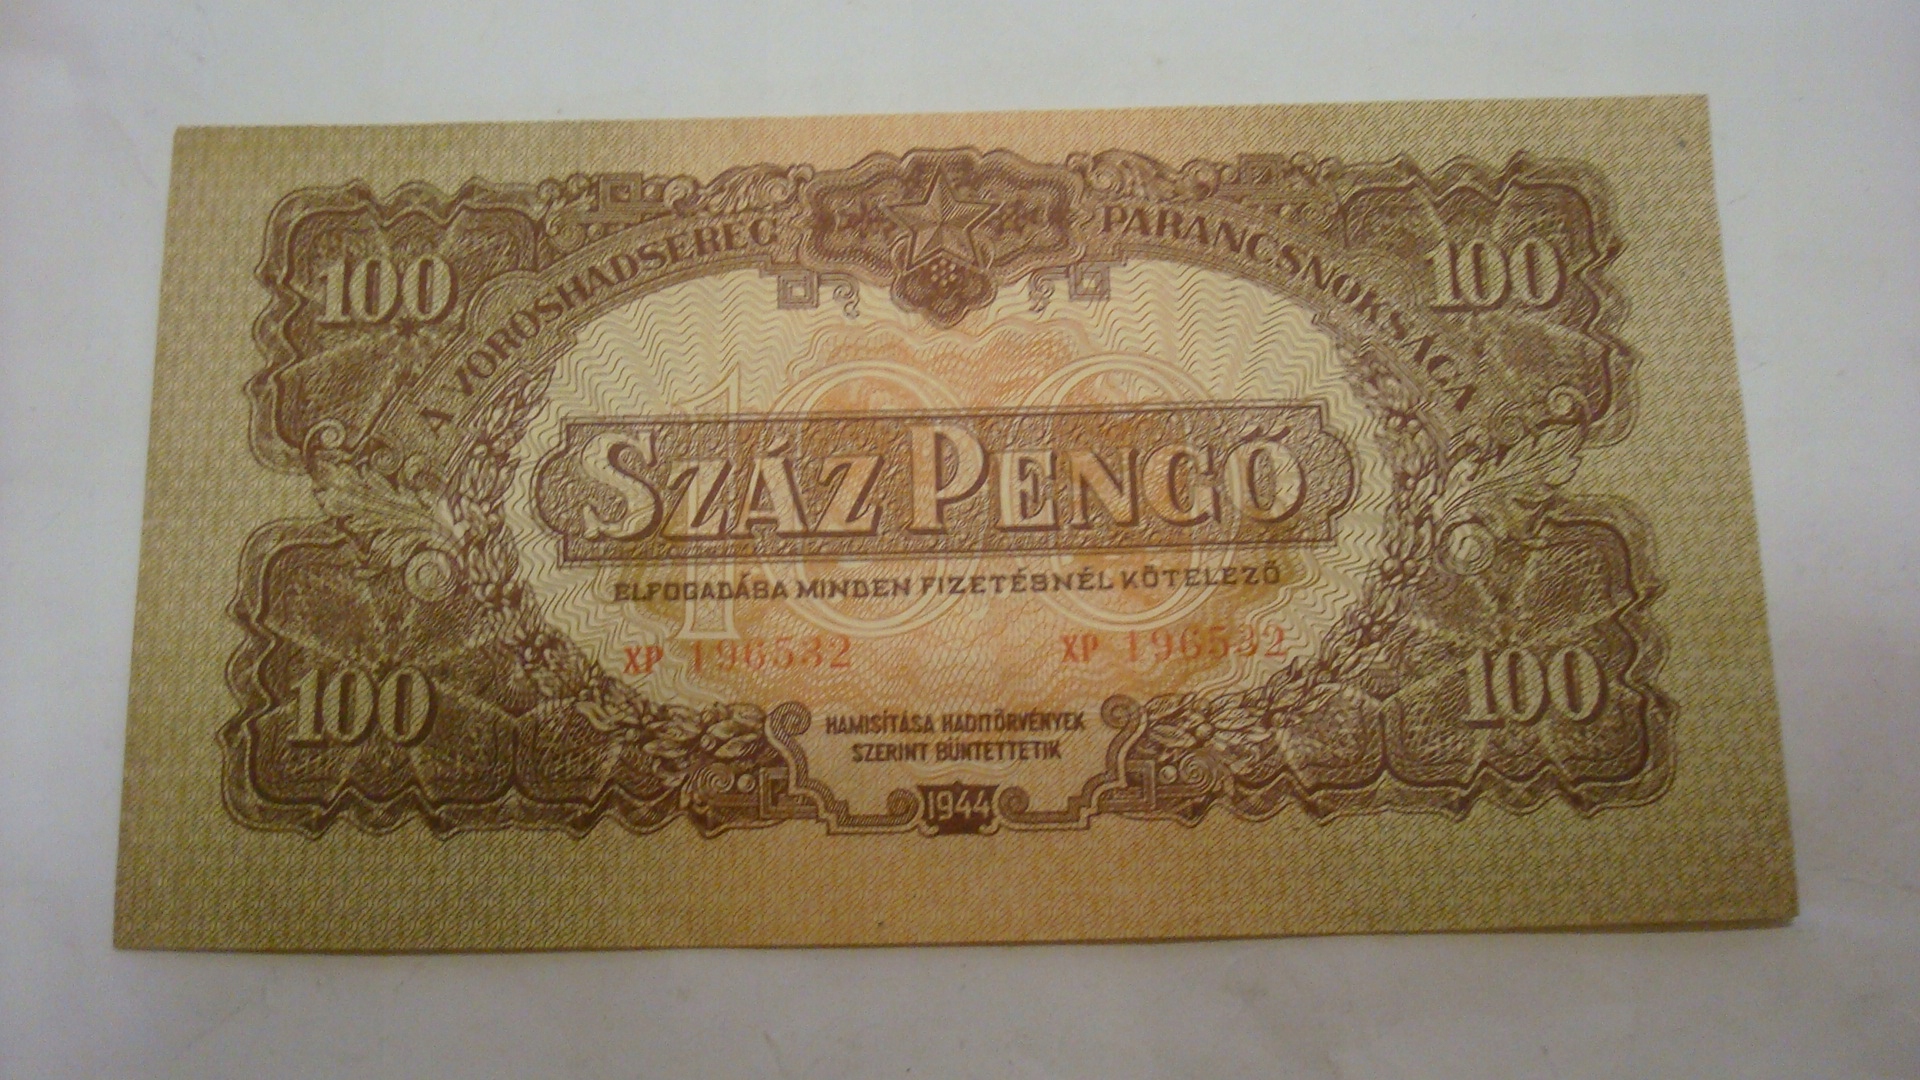 A VÖRÖSHADSEREG PARANCSNOKSÁGA
100 100
100
SZÁZ PENGŐ
ELFOGADÁSA MINDEN FIZETÉSNÉL KÖTELEZŐ
XP 196532 XP 196532
100 100
HAMISÍTÁSA HADITÖRVÉNYEK
SZERINT BÜNTETTETIK
1944